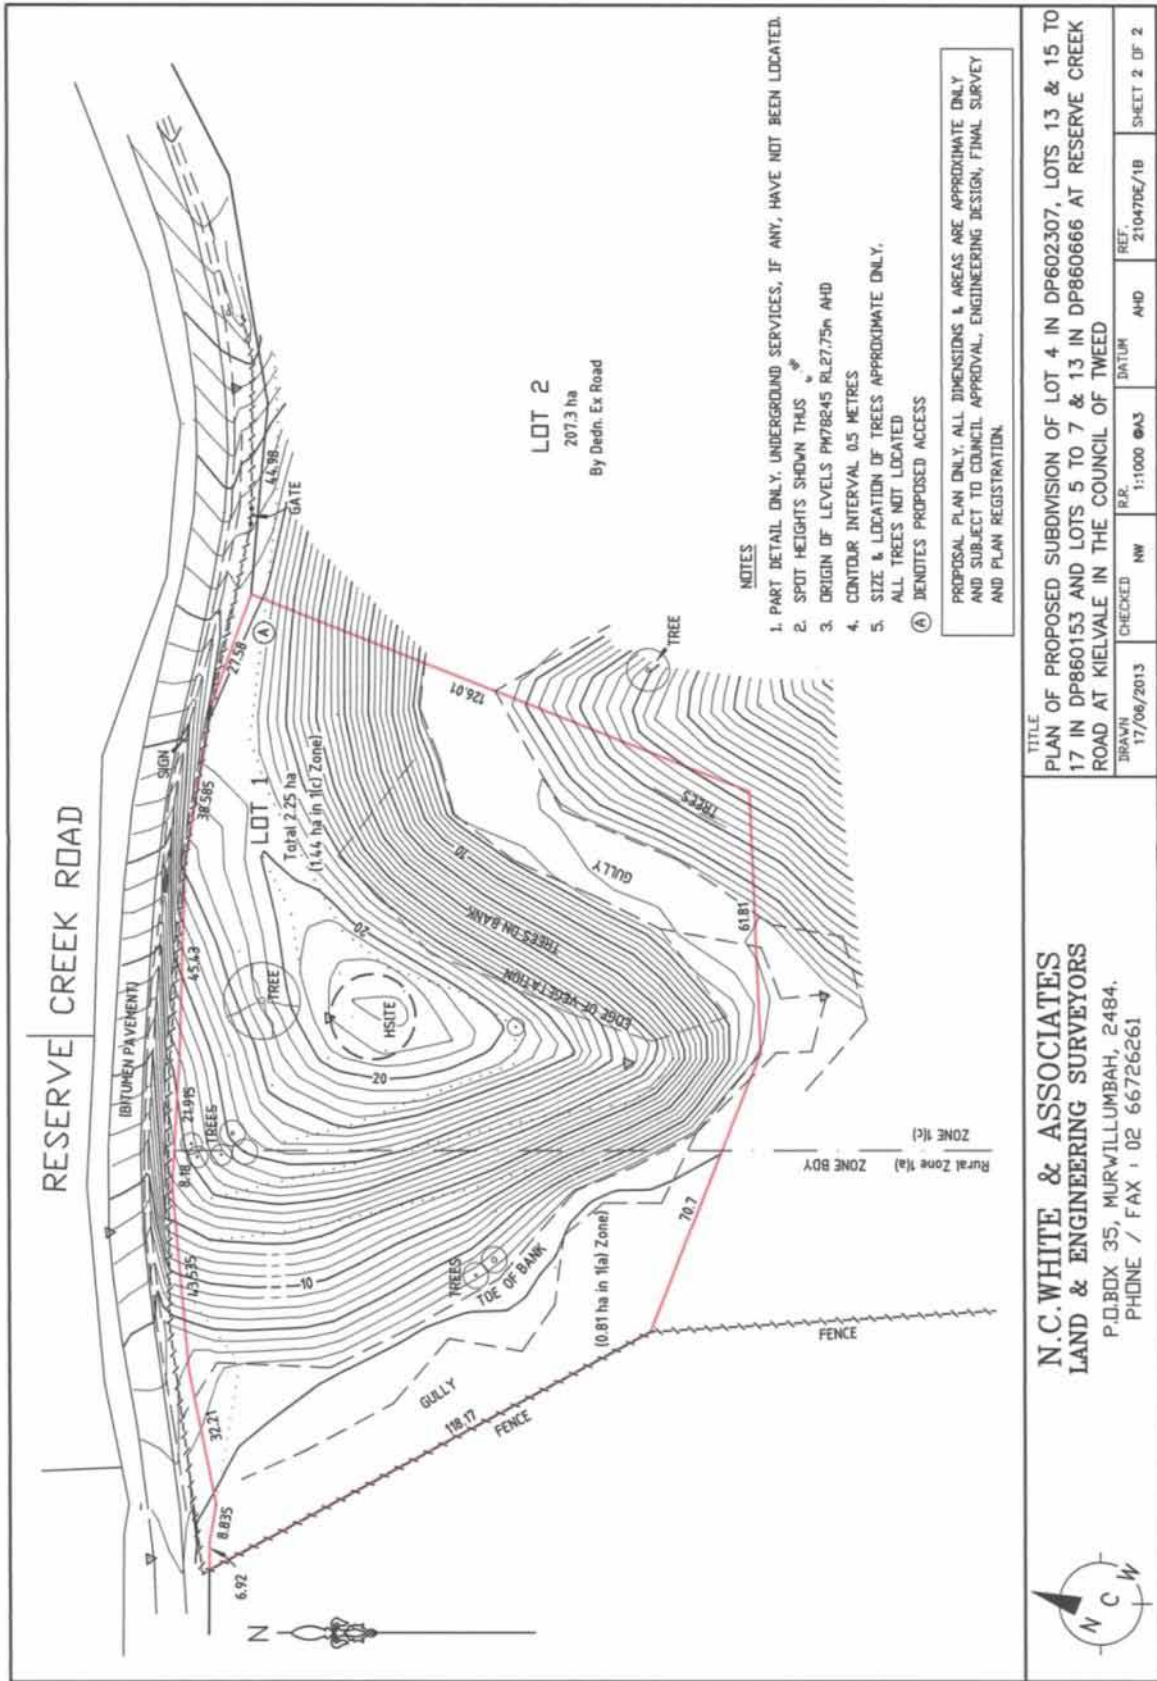 RESERVE CREEK ROAD
(BITUMEN PAVEMENT)
SIGN
GATE
6.92
8.835
32.21
43.535
8.18
21.915
45.43
38.585
27.58
44.98
A
TREES
TREE
LOT 1
Total 2.25 ha
(1.44 ha in 1(c) Zone)
HSITE
20
20
10
10
EDGE OF VEGETATION
TREES ON BANK
GULLY
TREES
TREE
126.01
61.81
70.7
118.17
TREES
TOE OF BANK
(0.81 ha in 1(a) Zone)
GULLY
FENCE
FENCE
ZONE BDY
Rural Zone 1(a)
ZONE 1(c)
N
LOT 2
207.3 ha
By Dedn. Ex Road
NOTES
1. PART DETAIL ONLY. UNDERGROUND SERVICES, IF ANY, HAVE NOT BEEN LOCATED.
2. SPOT HEIGHTS SHOWN THUS
3. ORIGIN OF LEVELS PM78245 RL27.75m AHD
4. CONTOUR INTERVAL 0.5 METRES
5. SIZE & LOCATION OF TREES APPROXIMATE ONLY.
ALL TREES NOT LOCATED
A DENOTES PROPOSED ACCESS
PROPOSAL PLAN ONLY. ALL DIMENSIONS & AREAS ARE APPROXIMATE ONLY
AND SUBJECT TO COUNCIL APPROVAL, ENGIINEERING DESIGN, FINAL SURVEY
AND PLAN REGISTRATION.
N C W
N.C.WHITE & ASSOCIATES
LAND & ENGINEERING SURVEYORS
P.O.BOX 35, MURWILLUMBAH, 2484.
PHONE / FAX : 02 66726261
TITLE
PLAN OF PROPOSED SUBDIVISION OF LOT 4 IN DP602307, LOTS 13 & 15 TO
17 IN DP860153 AND LOTS 5 TO 7 & 13 IN DP860666 AT RESERVE CREEK
ROAD AT KIELVALE IN THE COUNCIL OF TWEED
DRAWN 17/06/2013
CHECKED NW
R.R. 1:1000 @A3
DATUM AHD
REF. 21047DE/1B
SHEET 2 OF 2